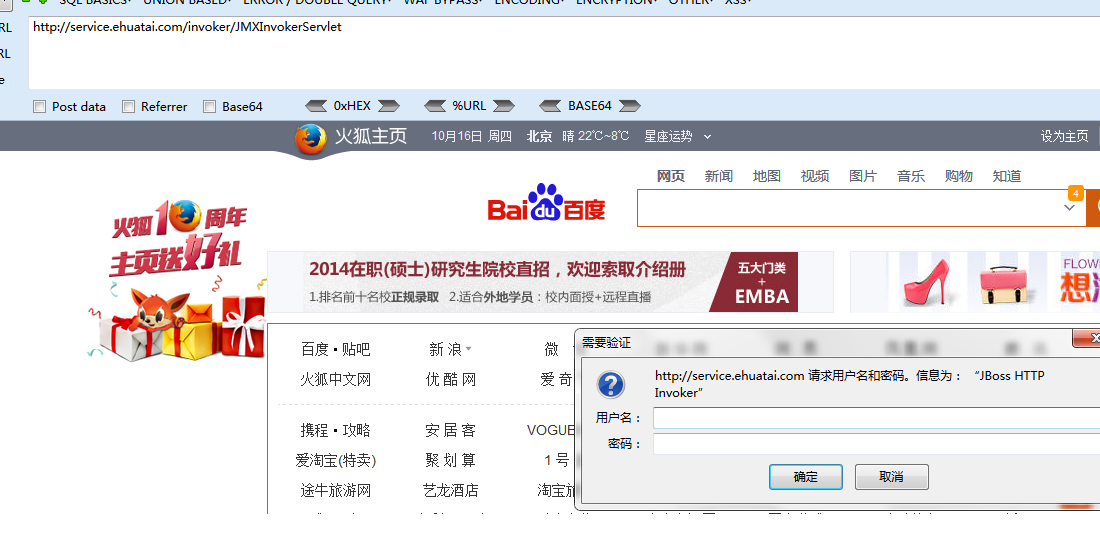 SQL BASICS UNION BASED ERROR / DOUBLE QUERY WAF BYPASS ENCODING ENCRYPTION OTHER XSS
RL
http://service.ehuatai.com/invoker/JMXInvokerServlet
RL
e
Post data Referrer Base64 0xHEX %URL BASE64
火狐主页 10月16日 周四 北京 晴 22℃~8℃ 星座运势 设为主页
网页 新闻 地图 视频 图片 音乐 购物 知道
Bai du 百度
4
火狐10周年
主页送好礼
2014在职(硕士)研究生院校直招，欢迎索取介绍册
1.排名前十名校正规录取 2.适合外地学员：校内面授+远程直播
五大门类
+
EMBA
FLOW
想
百度 • 贴吧 新 浪 微
火狐中文网 优 酷 网 爱 奇
携程 • 攻略 安 居 客 VOGUE
爱淘宝(特卖) 聚 划 算 1 号
途牛旅游网 艺龙酒店 淘宝旅
需要验证
http://service.ehuatai.com 请求用户名和密码。信息为： “JBoss HTTP
Invoker”
用户名：
密码：
确定 取消